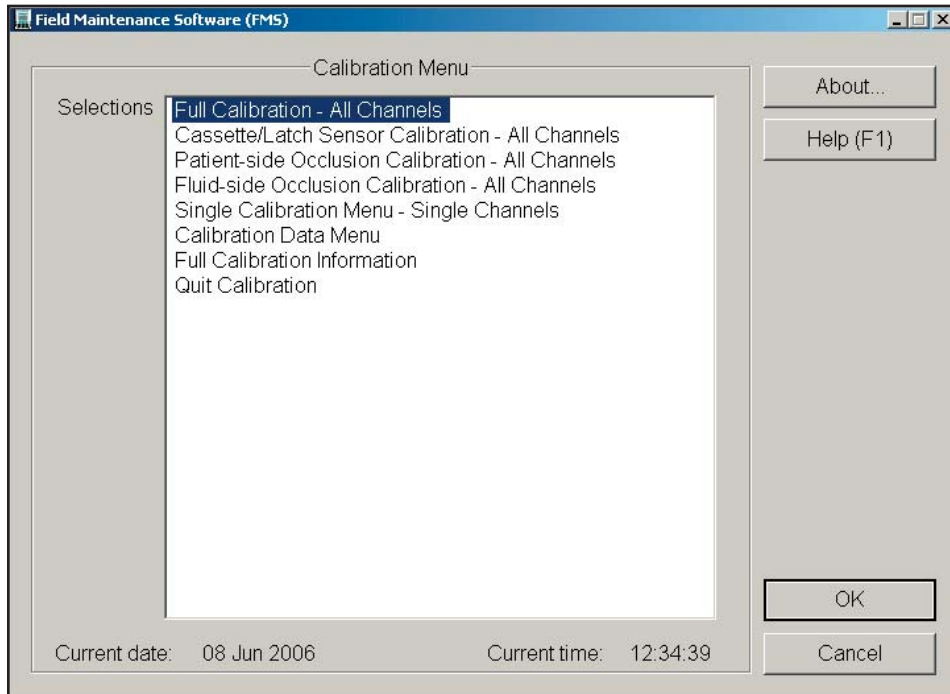 Field Maintenance Software (FMS)
Calibration Menu
Selections
Full Calibration - All Channels
Cassette/Latch Sensor Calibration - All Channels
Patient-side Occlusion Calibration - All Channels
Fluid-side Occlusion Calibration - All Channels
Single Calibration Menu - Single Channels
Calibration Data Menu
Full Calibration Information
Quit Calibration
Current date: 08 Jun 2006
Current time: 12:34:39
About...
Help (F1)
OK
Cancel